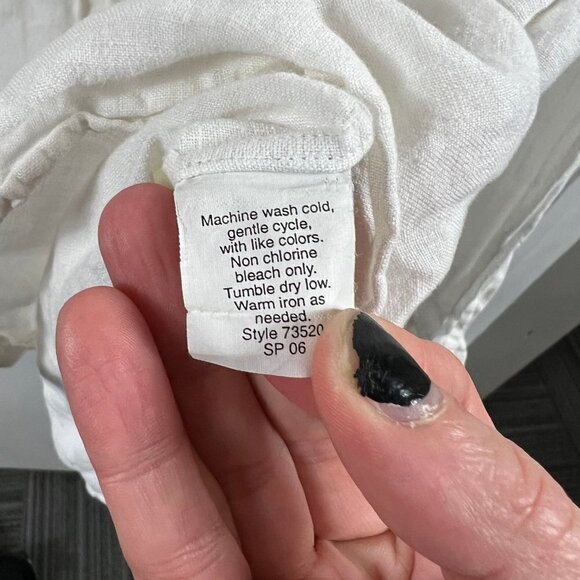 Machine wash cold,
gentle cycle,
with like colors.
Non chlorine
bleach only.
Tumble dry low.
Warm iron as
needed.
Style 73520
SP 06